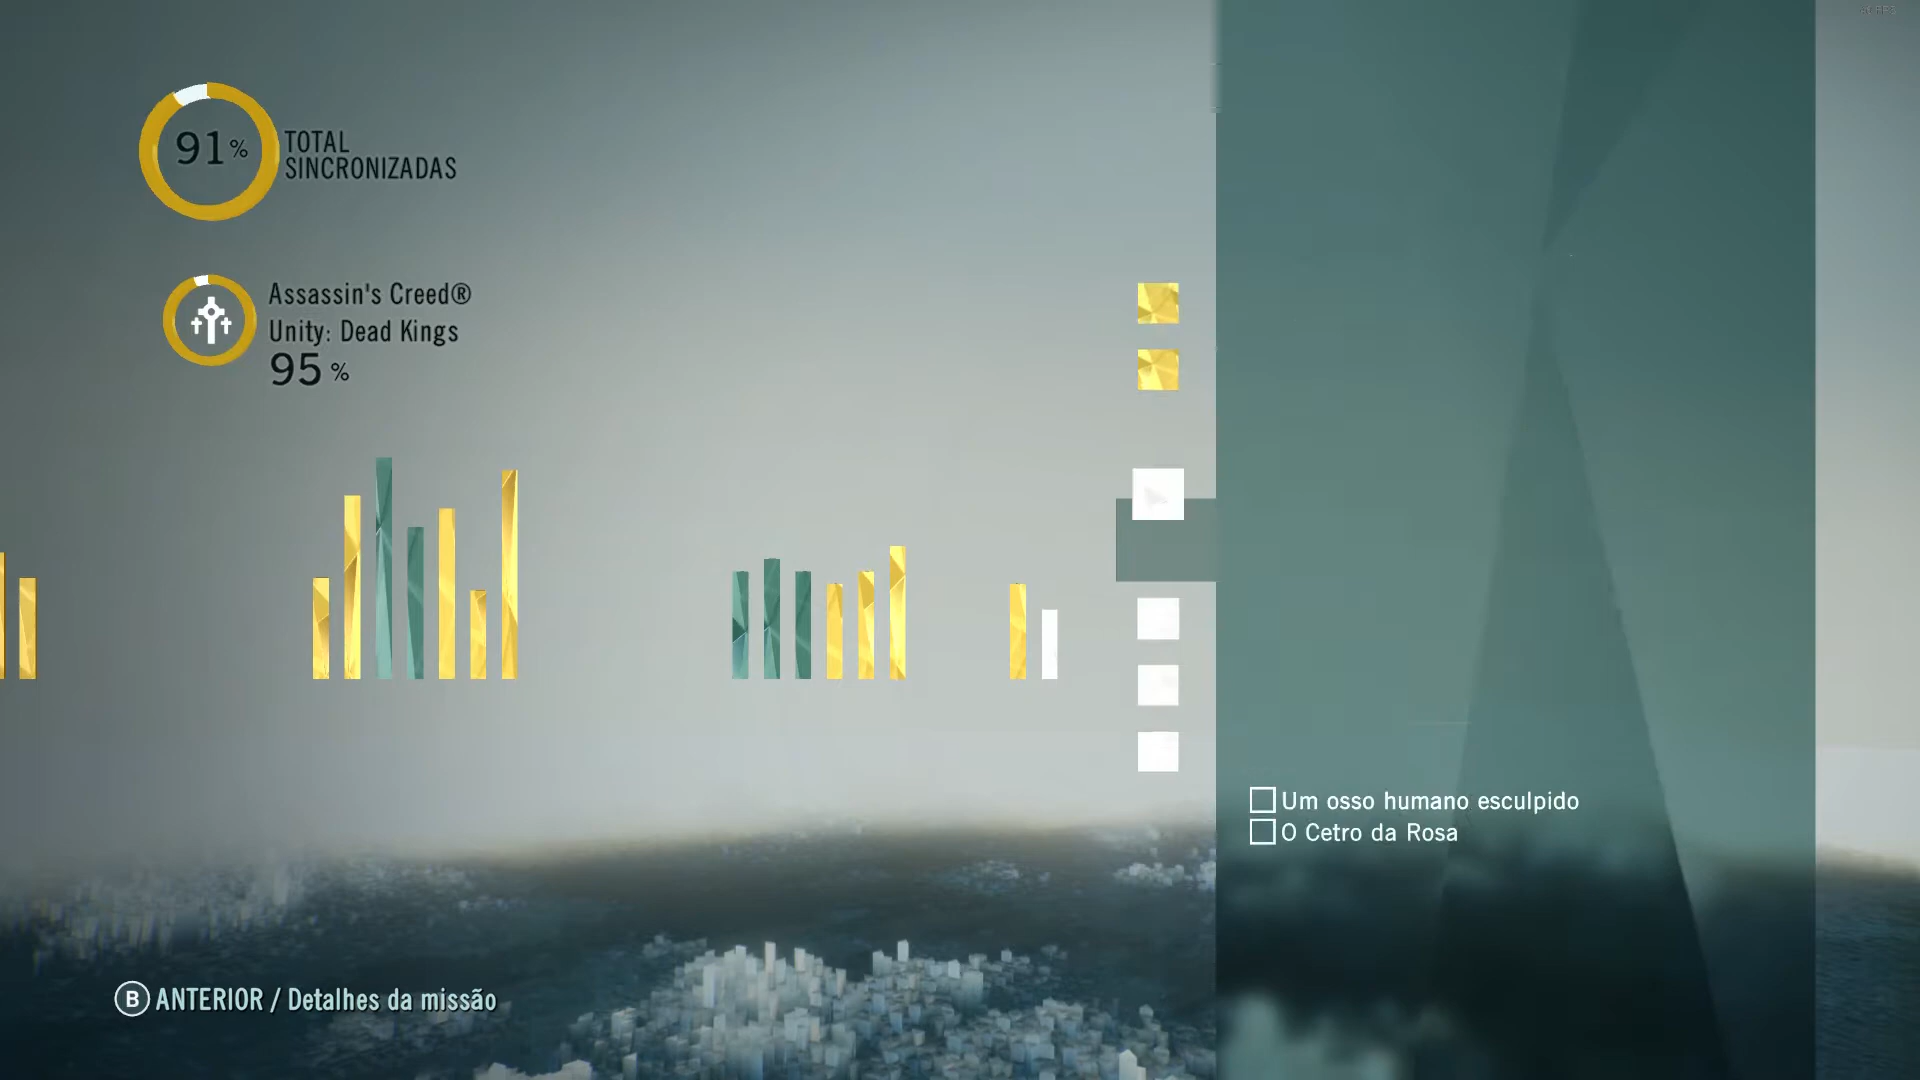 91%
TOTAL
SINCRONIZADAS
Assassin's Creed®
Unity: Dead Kings
95 %
Um osso humano esculpido
O Cetro da Rosa
B ANTERIOR / Detalhes da missão